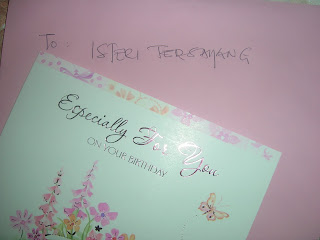 To : ISTERI TERSAYANG
Especially For You
ON YOUR BIRTHDAY